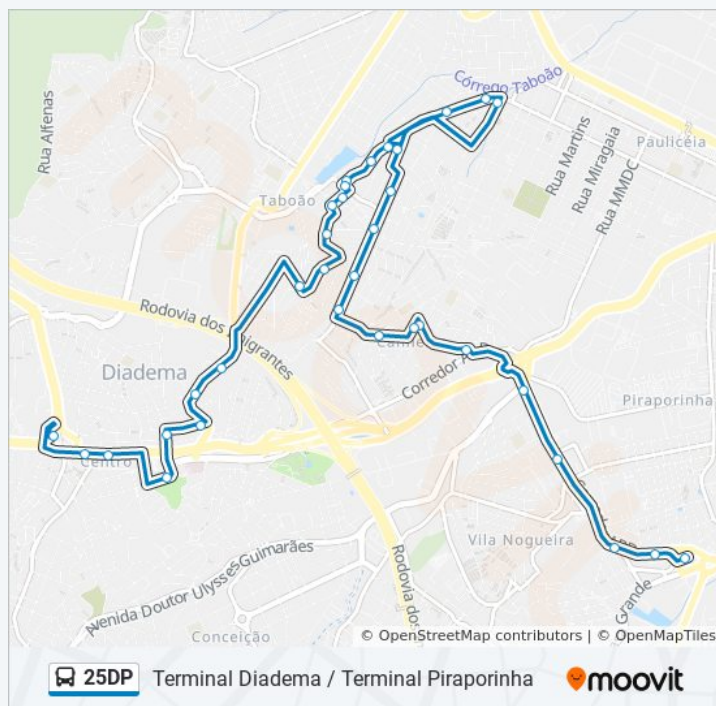 Córrego Taboão
Rua Alfenas
Rua Martins
Rua Miragaia
Rua MMDC
Paulicéia
Taboão
Rodovia dos
Imigrantes
Diadema
Corredor
Piraporinha
Centro
Vila Nogueira
Avenida Doutor Ulysses Guimarães
Rodovia dos
Grande
Conceição
© OpenStreetMap contributors | © OpenMapTiles
25DP Terminal Diadema / Terminal Piraporinha
moovit